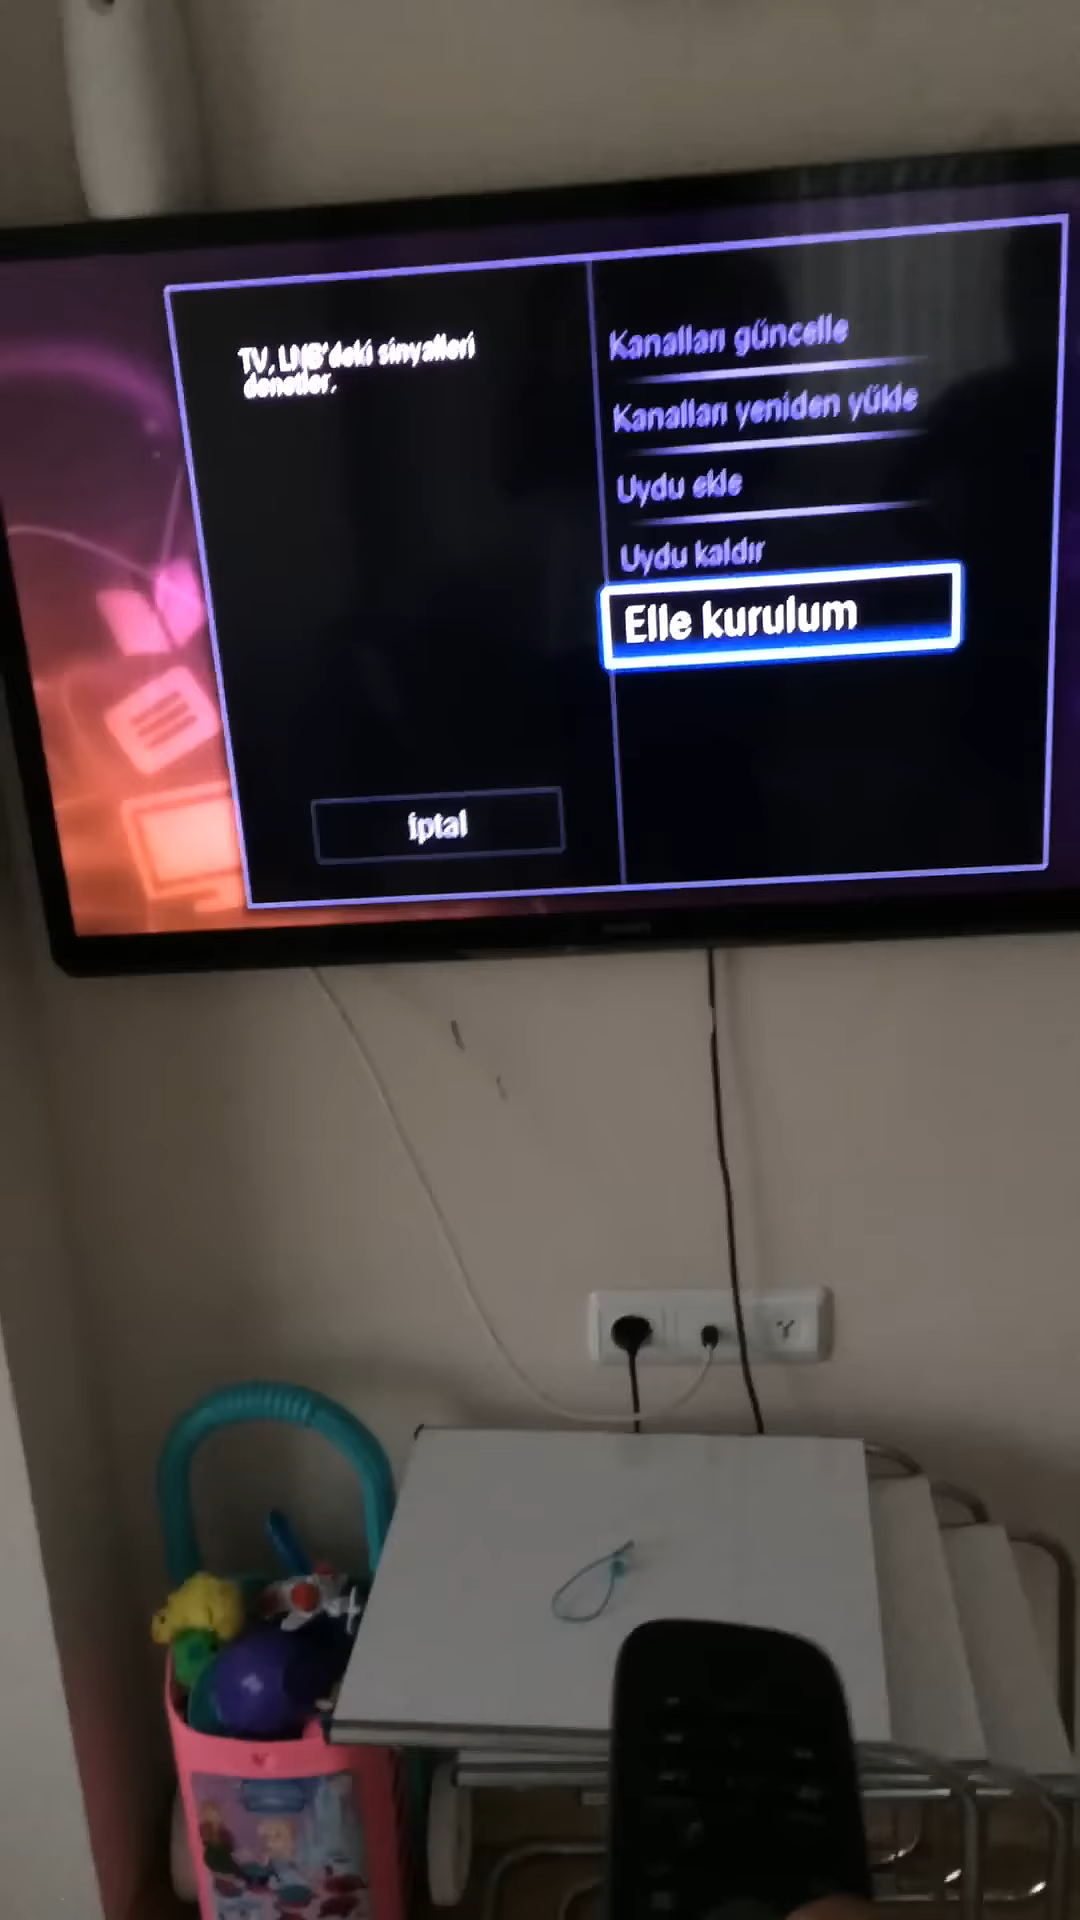 TV, LNB'deki sinyalleri
denetler.
İptal
Kanalları güncelle
Kanalları yeniden yükle
Uydu ekle
Uydu kaldır
Elle kurulum